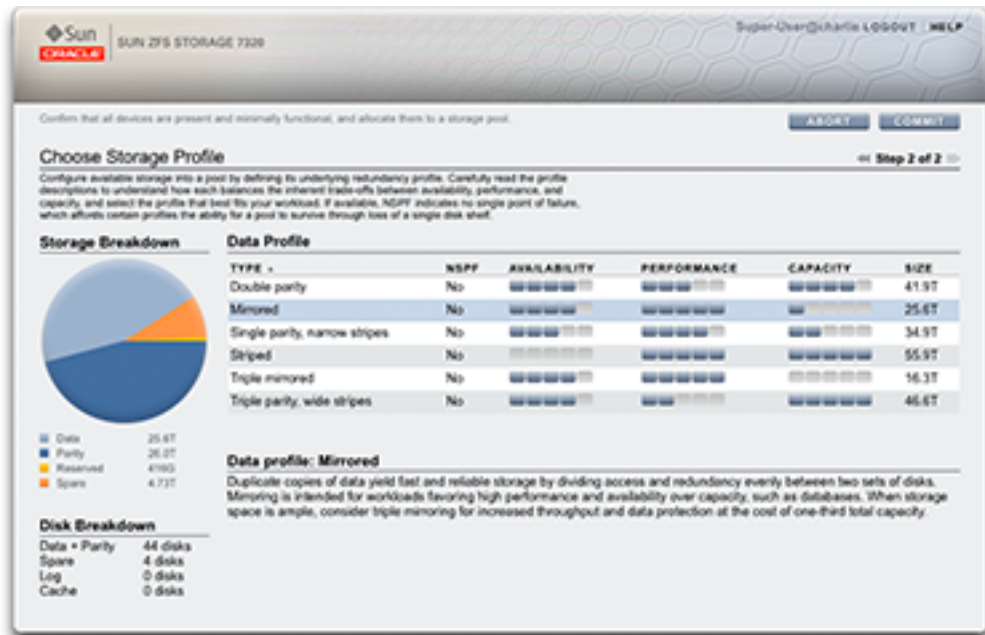 Sun
ORACLE
SUN ZFS STORAGE 7320
Super-User@charlie LOGOUT HELP
Confirm that all devices are present and minimally functional, and allocate them to a storage pool.
ABORT COMMIT
Choose Storage Profile
Step 2 of 2
Configure available storage into a pool by defining its underlying redundancy profile. Carefully read the profile
descriptions to understand how each balances the inherent trade-offs between availability, performance, and
capacity, and select the profile that best fits your workload. If available, NSPF indicates no single point of failure,
which affords certain profiles the ability for a pool to survive through loss of a single disk shelf.
Storage Breakdown
Data 25.6T
Parity 26.0T
Reserved 419G
Spare 4.73T
Disk Breakdown
Data + Parity 44 disks
Spare 4 disks
Log 0 disks
Cache 0 disks
Data Profile
TYPE NSPF AVAILABILITY PERFORMANCE CAPACITY SIZE
Double parity No 41.9T
Mirrored No 25.6T
Single parity, narrow stripes No 34.9T
Striped No 55.9T
Triple mirrored No 16.3T
Triple parity, wide stripes No 46.6T
Data profile: Mirrored
Duplicate copies of data yield fast and reliable storage by dividing access and redundancy evenly between two sets of disks.
Mirroring is intended for workloads favoring high performance and availability over capacity, such as databases. When storage
space is ample, consider triple mirroring for increased throughput and data protection at the cost of one-third total capacity.